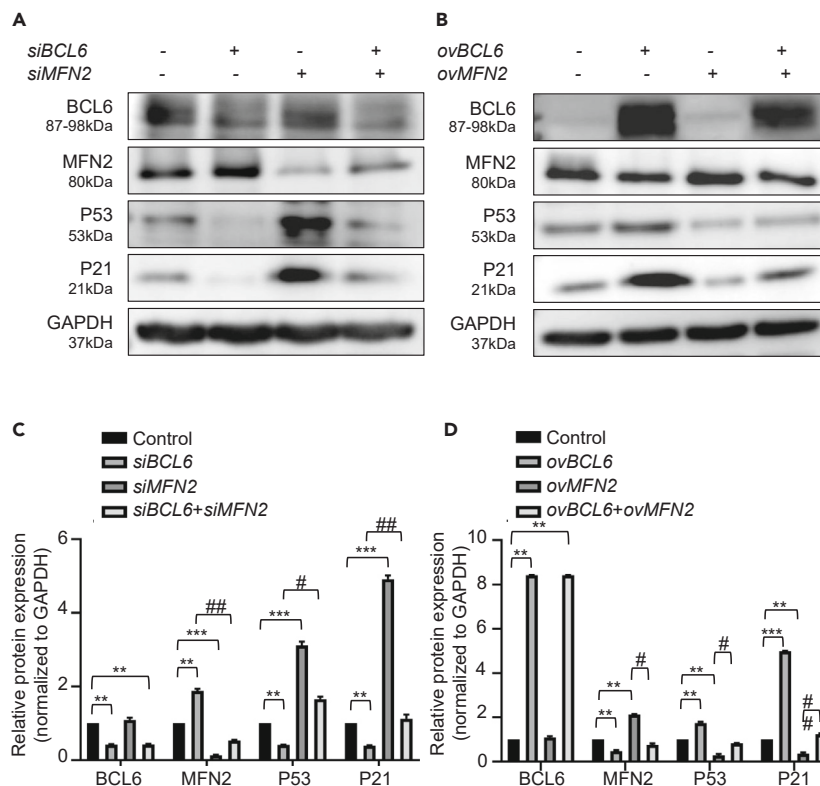 A
siBCL6 - + - +
siMFN2 - - + +
BCL6
87-98kDa
MFN2
80kDa
P53
53kDa
P21
21kDa
GAPDH
37kDa
B
ovBCL6 - + - +
ovMFN2 - - + +
BCL6
87-98kDa
MFN2
80kDa
P53
53kDa
P21
21kDa
GAPDH
37kDa
C
Control
siBCL6
siMFN2
siBCL6+siMFN2
Relative protein expression
(normalized to GAPDH)
6
4
2
0
** **
** *** ##
** *** #
** *** ##
BCL6 MFN2 P53 P21
D
Control
ovBCL6
ovMFN2
ovBCL6+ovMFN2
Relative protein expression
(normalized to GAPDH)
10
8
6
4
2
0
** **
** ** #
** ** #
*** ** # #
BCL6 MFN2 P53 P21